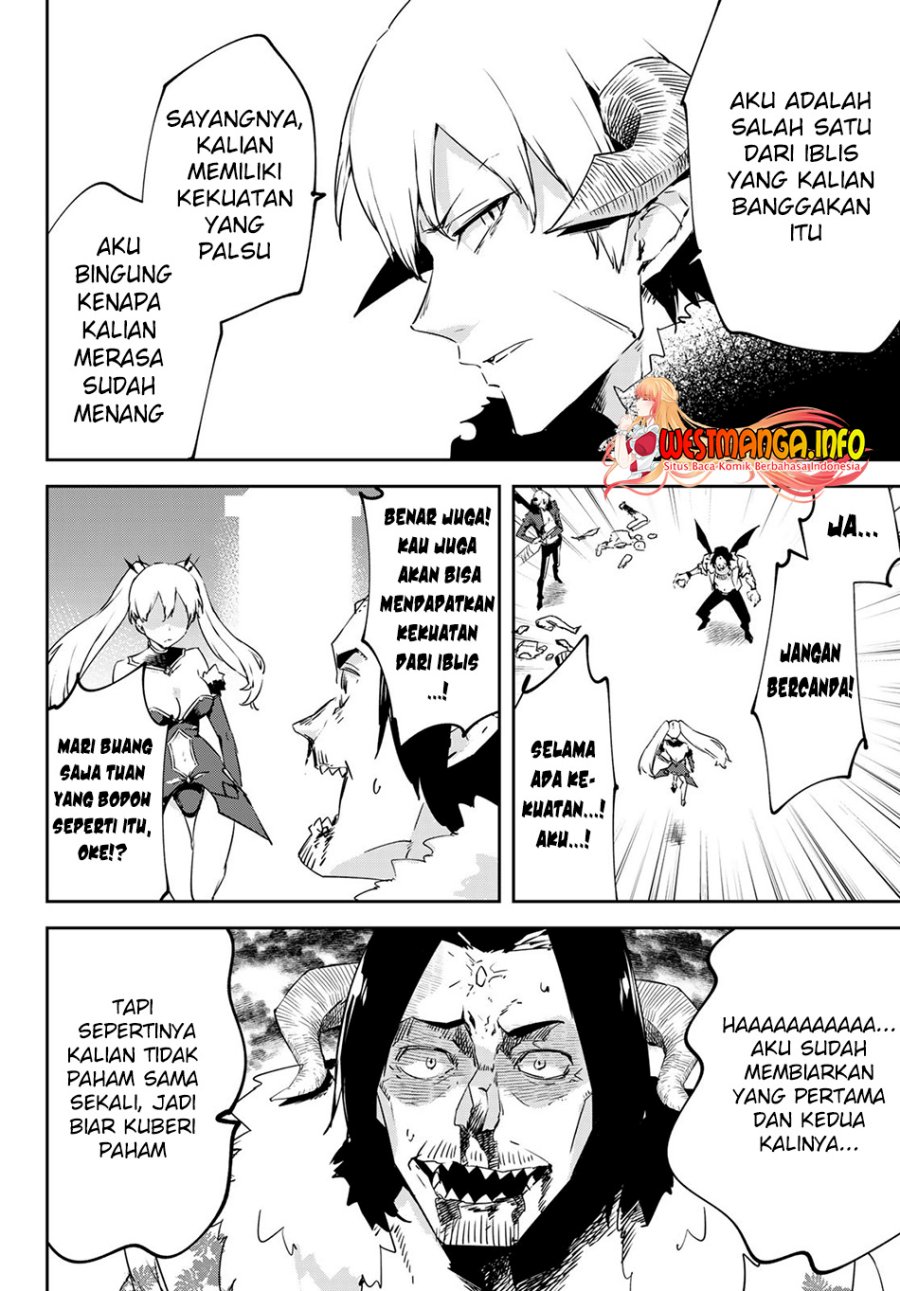 AKU ADALAH
SALAH SATU
DARI IBLIS
YANG KALIAN
BANGGAKAN
ITU
SAYANGNYA,
KALIAN
MEMILIKI
KEKUATAN
YANG
PALSU
AKU
BINGUNG
KENAPA
KALIAN
MERASA
SUDAH
MENANG
WESTMANGA.INFO
Situs Baca Komik Berbahasa Indonesia
JA...
JANGAN
BERCANDA!
SELAMA
ADA KE-
KUATAN...!
AKU...!
BENAR JUGA!
KAU JUGA
AKAN BISA
MENDAPATKAN
KEKUATAN
DARI IBLIS
...!
MARI BUANG
SAJA TUAN
YANG BODOH
SEPERTI ITU,
OKE!?
HAAAAAAAAAAA...
AKU SUDAH
MEMBIARKAN
YANG PERTAMA
DAN KEDUA
KALINYA...
TAPI
SEPERTINYA
KALIAN TIDAK
PAHAM SAMA
SEKALI, JADI
BIAR KUBERI
PAHAM